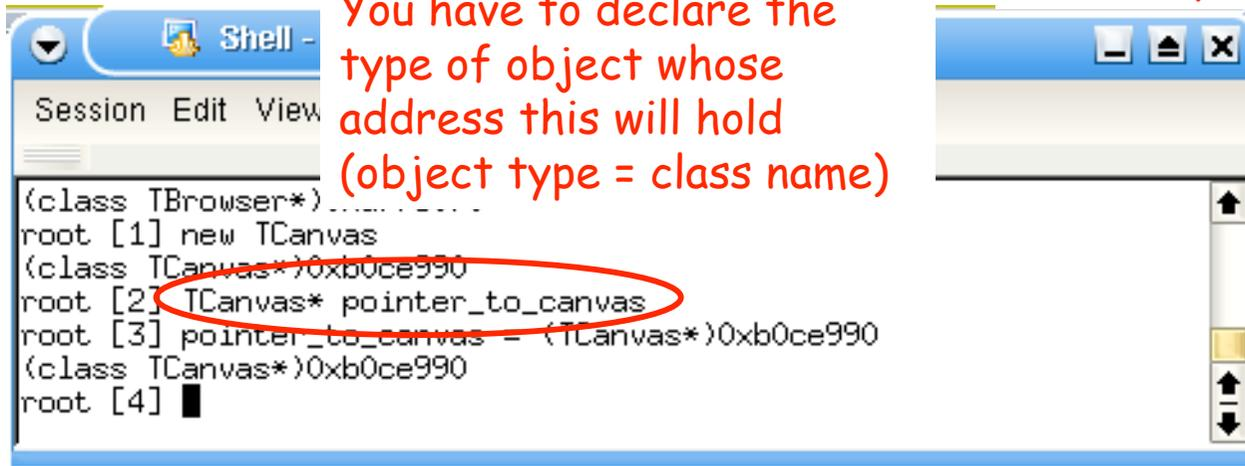 You have to declare the
type of object whose
address this will hold
(object type = class name)
Shell -
Session Edit View
(class TBrowser*)
root [1] new TCanvas
(class TCanvas*)0xb0ce990
root [2] TCanvas* pointer_to_canvas
root [3] pointer_to_canvas = (TCanvas*)0xb0ce990
(class TCanvas*)0xb0ce990
root [4]